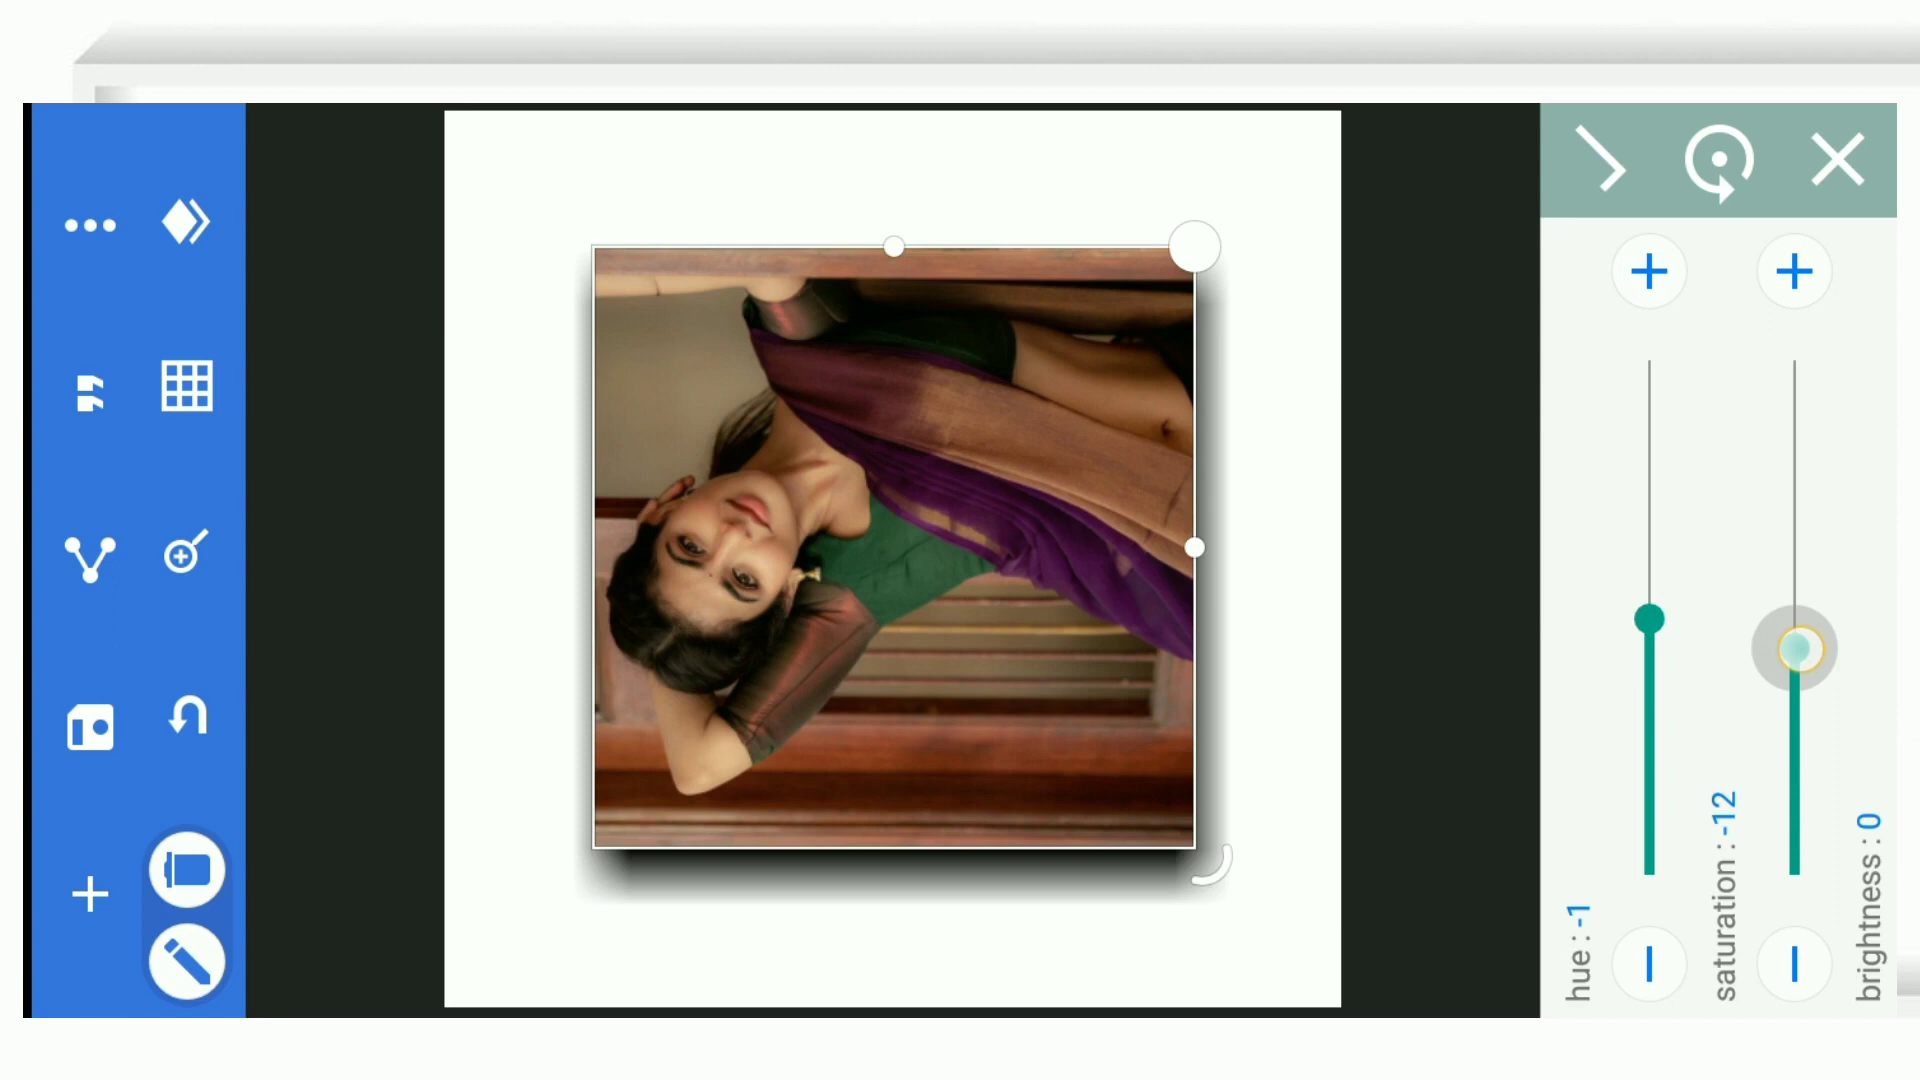 hue : -1
saturation : -12
brightness : 0